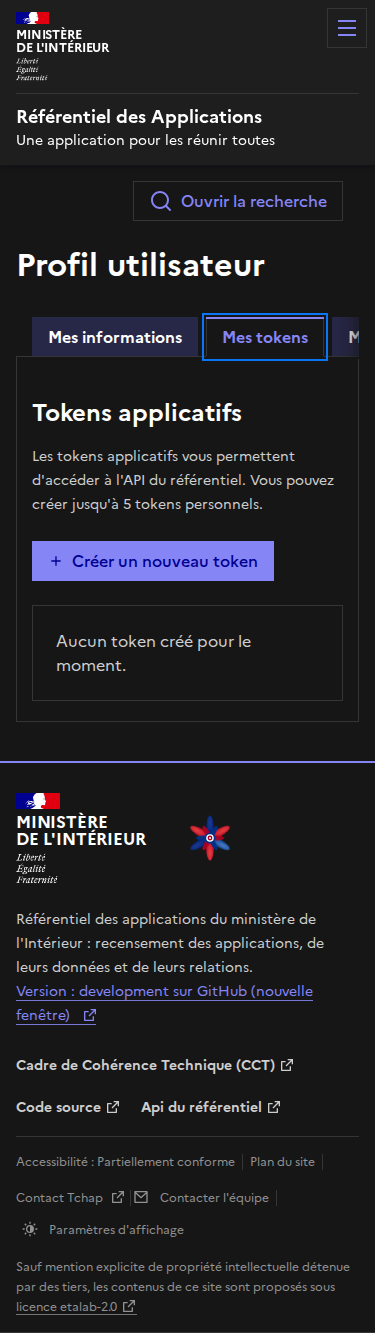 MINISTÈRE
DE L'INTÉRIEUR
Liberté
Égalité
Fraternité
Référentiel des Applications
Une application pour les réunir toutes
Ouvrir la recherche
Profil utilisateur
Mes informations
Mes tokens
Tokens applicatifs
Les tokens applicatifs vous permettent
d'accéder à l'API du référentiel. Vous pouvez
créer jusqu'à 5 tokens personnels.
Créer un nouveau token
Aucun token créé pour le
moment.
MINISTÈRE
DE L'INTÉRIEUR
Liberté
Égalité
Fraternité
Référentiel des applications du ministère de
l'Intérieur : recensement des applications, de
leurs données et de leurs relations.
Version : development sur GitHub (nouvelle
fenêtre)
Cadre de Cohérence Technique (CCT)
Code source Api du référentiel
Accessibilité : Partiellement conforme Plan du site
Contact Tchap Contacter l'équipe
Paramètres d'affichage
Sauf mention explicite de propriété intellectuelle détenue
par des tiers, les contenus de ce site sont proposés sous
licence etalab-2.0